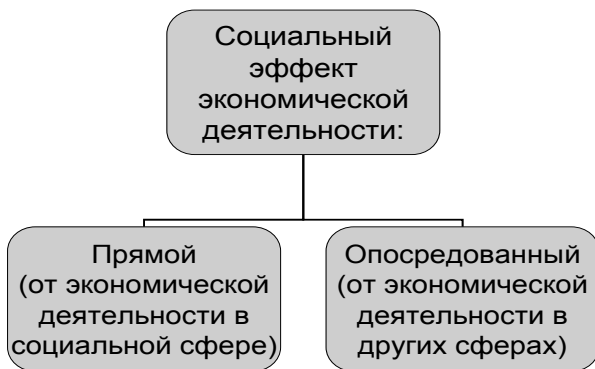 Социальный
эффект
экономической
деятельности:
Прямой
(от экономической
деятельности в
социальной сфере)
Опосредованный
(от экономической
деятельности в
других сферах)